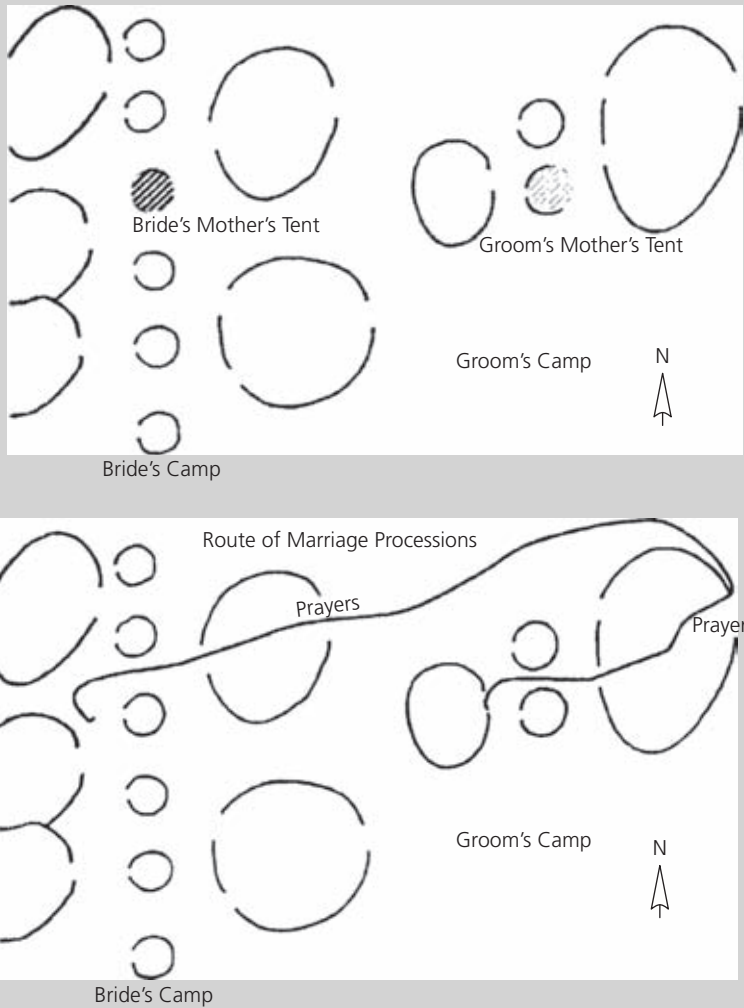 Bride's Mother's Tent
Groom's Mother's Tent
Groom's Camp
N
Bride's Camp
Route of Marriage Processions
Prayers
Prayer
Groom's Camp
N
Bride's Camp